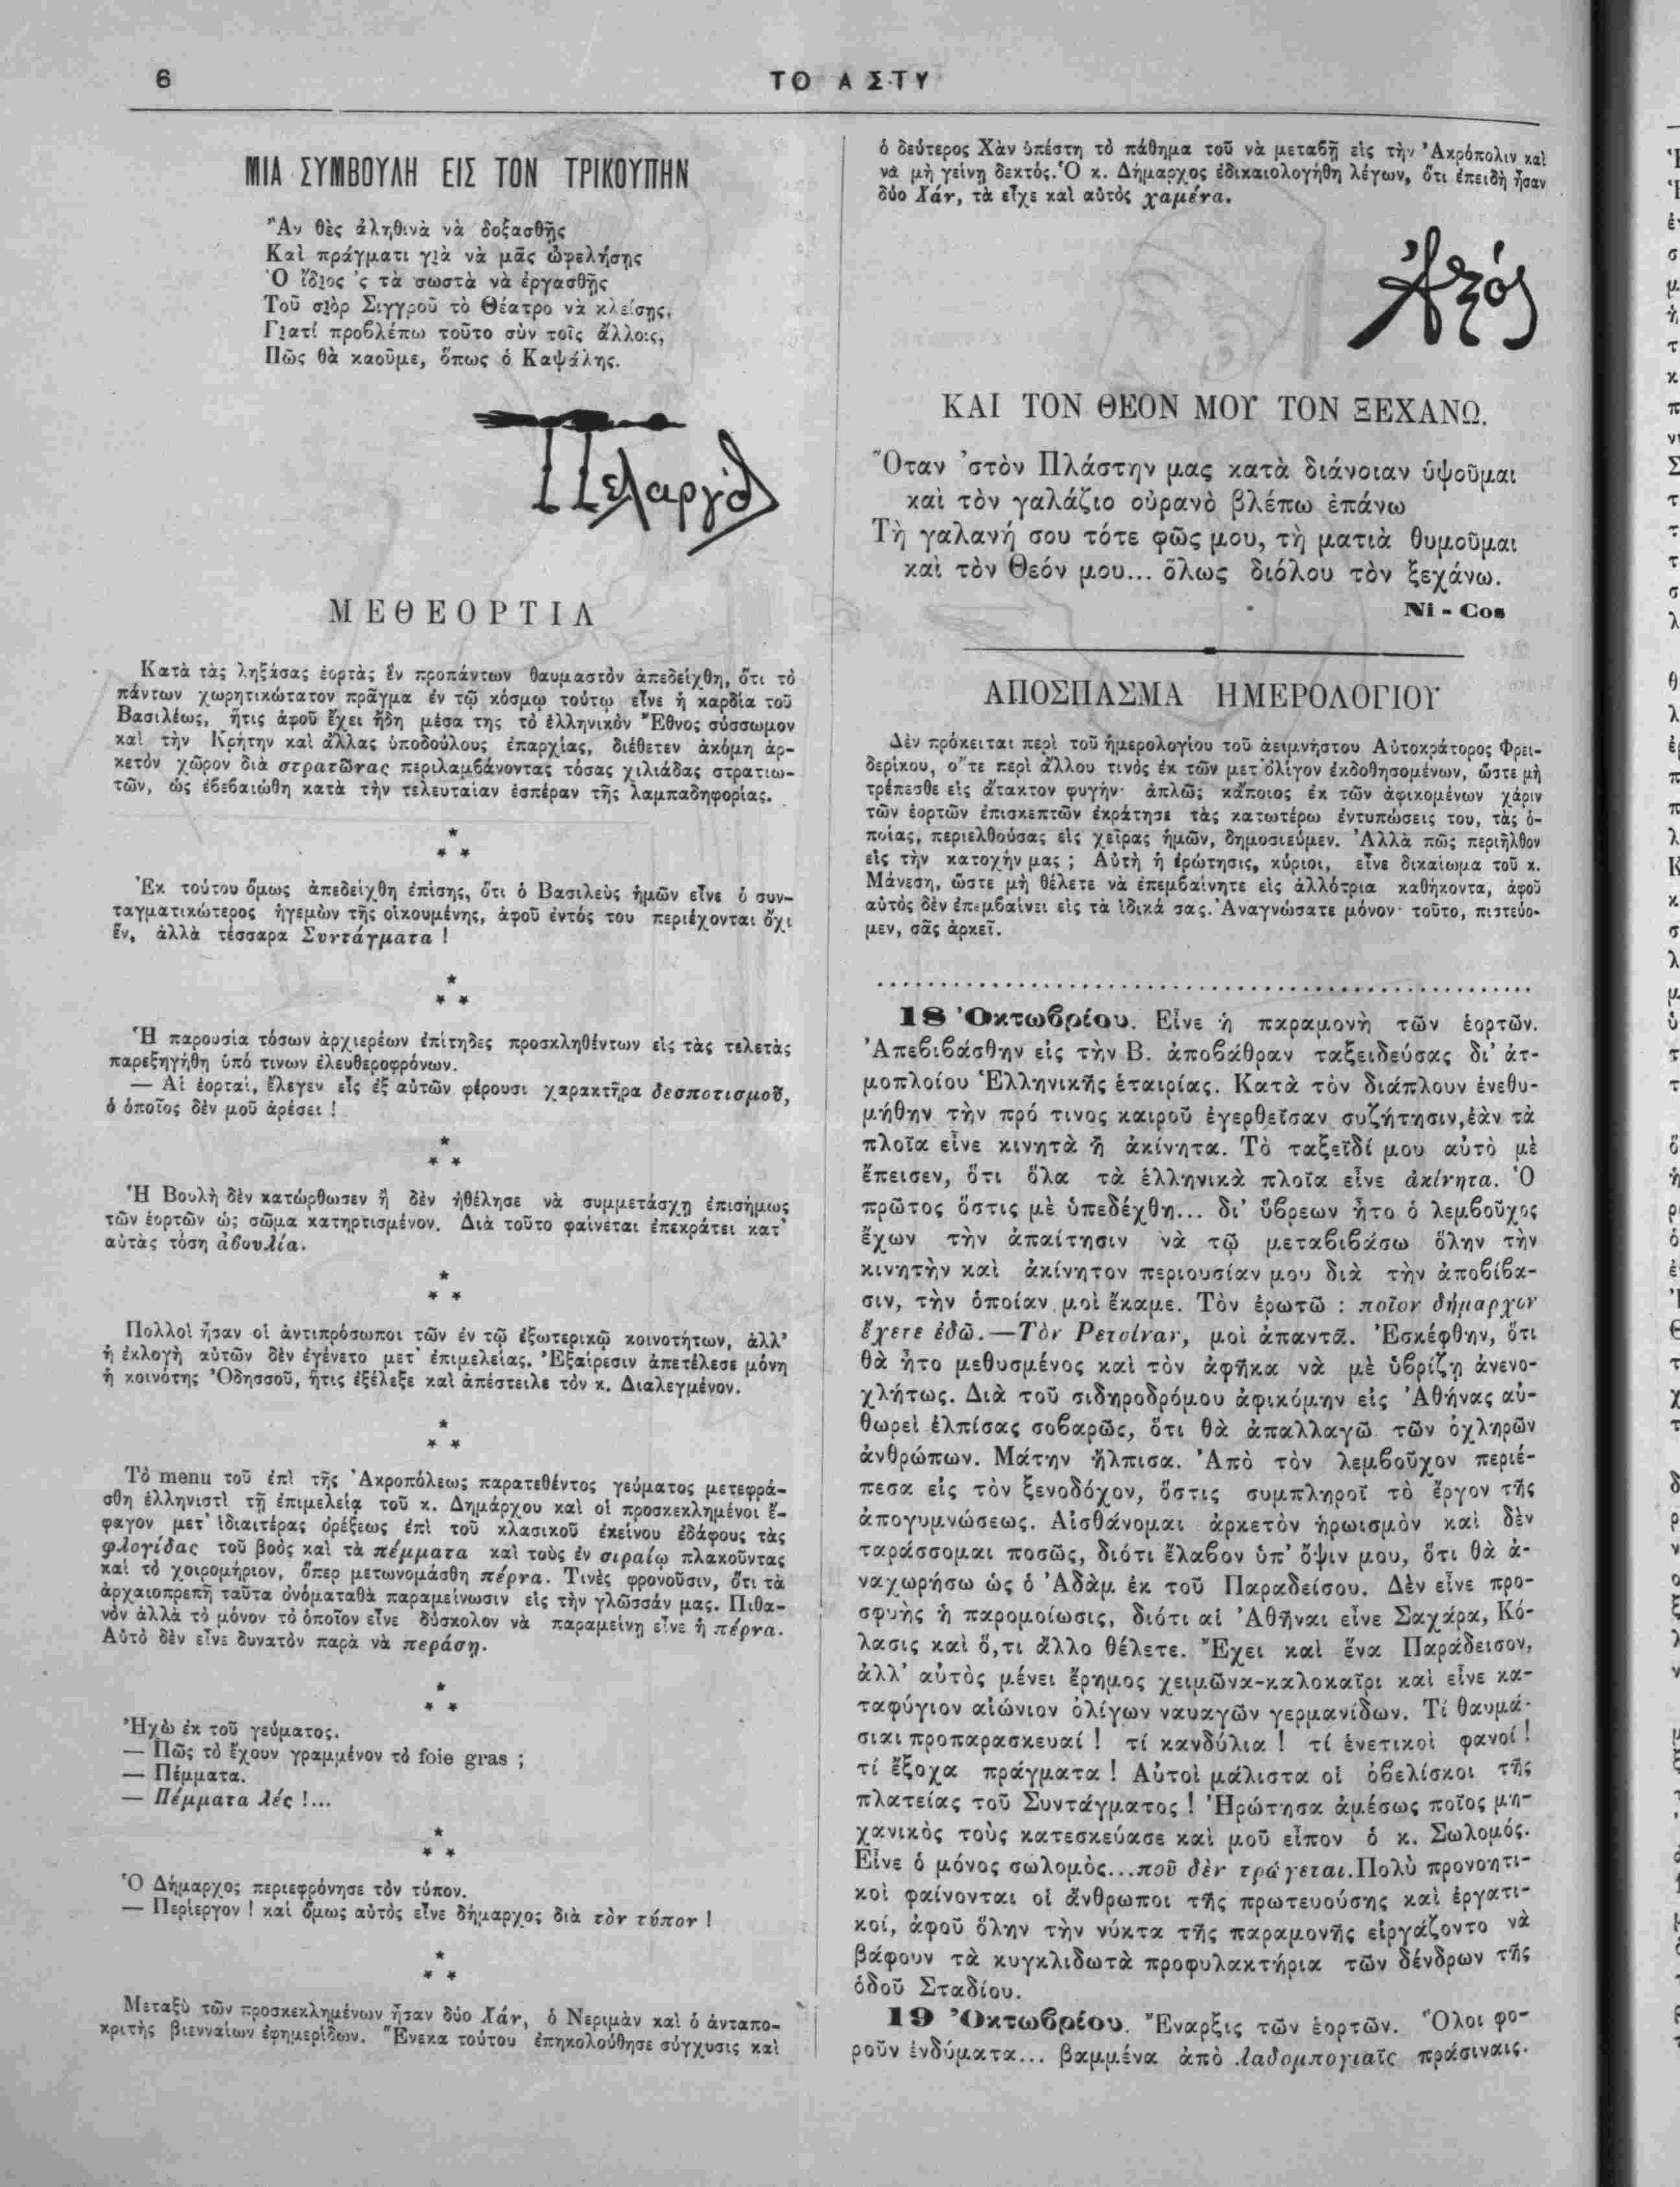 6
ΤΟ ΑΣΤΥ
ΜΙΑ ΣΥΜΒΟΥΛΗ ΕΙΣ ΤΟΝ ΤΡΙΚΟΥΠΗΝ
Ἂν θὲς ἀληθινὰ νὰ δοξασθῇς
Καὶ πράγματι γιὰ νὰ μᾶς ὠφελήσῃς
Ὁ ἴδιος 'ς τὰ σωστὰ νὰ ἐργασθῇς
Τοῦ σιὸρ Συγγροῦ τὸ Θέατρο νὰ κλείσῃς,
Γιατί προβλέπω τοῦτο σὺν τοῖς ἄλλοις,
Πῶς θὰ καοῦμε, ὅπως ὁ Καψάλης.
Πελαργός
ΜΕΘΕΟΡΤΙΑ
Κατὰ τὰς ληξάσας ἑορτὰς ἓν προπάντων θαυμαστὸν ἀπεδείχθη, ὅτι τὸ
πάντων χωρητικώτατον πρᾶγμα ἐν τῷ κόσμῳ τούτῳ εἶνε ἡ καρδία τοῦ
Βασιλέως, ἥτις ἀφοῦ ἔχει ἤδη μέσα της τὸ ἑλληνικὸν Ἔθνος σύσσωμον
καὶ τὴν Κρήτην καὶ ἄλλας ὑποδούλους ἐπαρχίας, διέθετεν ἀκόμη ἀρ-
κετὸν χῶρον διὰ στρατῶνας περιλαμβάνοντας τόσας χιλιάδας στρατιω-
τῶν, ὡς ἐβεβαιώθη κατὰ τὴν τελευταίαν ἑσπέραν τῆς λαμπαδηφορίας.
*
* *
Ἐκ τούτου ὅμως ἀπεδείχθη ἐπίσης, ὅτι ὁ Βασιλεὺς ἡμῶν εἶνε ὁ συν-
ταγματικώτερος ἡγεμὼν τῆς οἰκουμένης, ἀφοῦ ἐντός του περιέχονται ὄχι
ἕν, ἀλλὰ τέσσαρα Συντάγματα !
*
* *
Ἡ παρουσία τόσων ἀρχιερέων ἐπίτηδες προσκληθέντων εἰς τὰς τελετὰς
παρεξηγήθη ὑπό τινων ἐλευθεροφρόνων.
— Αἱ ἑορταί, ἔλεγεν εἷς ἐξ αὐτῶν φέρουσι χαρακτῆρα δεσποτισμοῦ,
ὁ ὁποῖος δὲν μοῦ ἀρέσει !
*
* *
Ἡ Βουλὴ δὲν κατώρθωσεν ἢ δὲν ἠθέλησε νὰ συμμετάσχῃ ἐπισήμως
τῶν ἑορτῶν ὡς σῶμα κατηρτισμένον. Διὰ τοῦτο φαίνεται ἐπεκράτει κατ'
αὐτὰς τόση ἀβουλία.
*
* *
Πολλοὶ ἦσαν οἱ ἀντιπρόσωποι τῶν ἐν τῷ ἐξωτερικῷ κοινοτήτων, ἀλλ'
ἡ ἐκλογὴ αὐτῶν δὲν ἐγένετο μετ' ἐπιμελείας. Ἐξαίρεσιν ἀπετέλεσε μόνη
ἡ κοινότης Ὀδησσοῦ, ἥτις ἐξέλεξε καὶ ἀπέστειλε τὸν κ. Διαλεγμένον.
*
* *
Τὸ menu τοῦ ἐπὶ τῆς Ἀκροπόλεως παρατεθέντος γεύματος μετεφρά-
σθη ἑλληνιστὶ τῇ ἐπιμελείᾳ τοῦ κ. Δημάρχου καὶ οἱ προσκεκλημένοι ἔ-
φαγον μετ' ἰδιαιτέρας ὀρέξεως ἐπὶ τοῦ κλασικοῦ ἐκείνου ἐδάφους τὰς
φλογίδας τοῦ βοὸς καὶ τὰ πέμματα καὶ τοὺς ἐν σιραίῳ πλακοῦντας
καὶ τὸ χοιρομήριον, ὅπερ μετωνομάσθη πέρνα. Τινὲς φρονοῦσιν, ὅτι τὰ
ἀρχαιοπρεπῆ ταῦτα ὀνόματαθὰ παραμείνωσιν εἰς τὴν γλῶσσάν μας. Πιθα-
νὸν ἀλλὰ τὸ μόνον τὸ ὁποῖον εἶνε δύσκολον νὰ παραμείνῃ εἶνε ἡ πέρνα.
Αὐτὸ δὲν εἶνε δυνατὸν παρὰ νὰ περάσῃ.
*
* *
Ἠχὼ ἐκ τοῦ γεύματος.
— Πῶς τὸ ἔχουν γραμμένον τὸ foie gras ;
— Πέμματα.
— Πέμματα λές !...
*
* *
Ὁ Δήμαρχος περιεφρόνησε τὸν τύπον.
— Περίεργον ! καὶ ὅμως αὐτὸς εἶνε δήμαρχος διὰ τὸν τύπον !
*
* *
Μεταξὺ τῶν προσκεκλημένων ἦσαν δύο Χάν, ὁ Νεριμὰν καὶ ὁ ἀνταπο-
κριτὴς βιενναίων ἐφημερίδων. Ἕνεκα τούτου ἐπηκολούθησε σύγχυσις καὶ
ὁ δεύτερος Χὰν ὑπέστη τὸ πάθημα τοῦ νὰ μεταβῇ εἰς τὴν Ἀκρόπολιν καὶ
νὰ μὴ γείνῃ δεκτός. Ὁ κ. Δήμαρχος ἐδικαιολογήθη λέγων, ὅτι ἐπειδὴ ἦσαν
δύο Χάν, τὰ εἶχε καὶ αὐτὸς χαμένα.
ΚΑΙ ΤΟΝ ΘΕΟΝ ΜΟΥ ΤΟΝ ΞΕΧΑΝΩ.
Ὅταν 'στὸν Πλάστην μας κατὰ διάνοιαν ὑψοῦμαι
καὶ τὸν γαλάζιο οὐρανὸ βλέπω ἐπάνω
Τὴ γαλανή σου τότε φῶς μου, τὴ ματιὰ θυμοῦμαι
καὶ τὸν Θεόν μου... ὅλως διόλου τὸν ξεχάνω.
Ni - Cos
ΑΠΟΣΠΑΣΜΑ ΗΜΕΡΟΛΟΓΙΟΥ
Δὲν πρόκειται περὶ τοῦ ἡμερολογίου τοῦ ἀειμνήστου Αὐτοκράτορος Φρει-
δερίκου, οὔτε περὶ ἄλλου τινὸς ἐκ τῶν μετ' ὀλίγον ἐκδοθησομένων, ὥστε μὴ
τρέπεσθε εἰς ἄτακτον φυγήν· ἁπλῶς κἄποιος ἐκ τῶν ἀφικομένων χάριν
τῶν ἑορτῶν ἐπισκεπτῶν ἐκράτησε τὰς κατωτέρω ἐντυπώσεις του, τὰς ὁ-
ποίας, περιελθούσας εἰς χεῖρας ἡμῶν, δημοσιεύμεν. Ἀλλὰ πῶς περιῆλθον
εἰς τὴν κατοχήν μας ; Αὐτὴ ἡ ἐρώτησις, κύριοι, εἶνε δικαίωμα τοῦ κ.
Μάνεση, ὥστε μὴ θέλετε νὰ ἐπεμβαίνητε εἰς ἀλλότρια καθήκοντα, ἀφοῦ
αὐτὸς δὲν ἐπεμβαίνει εἰς τὰ ἰδικά σας. Ἀναγνώσατε μόνον· τοῦτο, πιστεύο-
μεν, σᾶς ἀρκεῖ.
18 Ὀκτωβρίου. Εἶνε ἡ παραμονὴ τῶν ἑορτῶν.
Ἀπεβιβάσθην εἰς τὴν Β. ἀποβάθραν ταξειδεύσας δι' ἀτ-
μοπλοίου Ἑλληνικῆς ἑταιρίας. Κατὰ τὸν διάπλουν ἐνεθυ-
μήθην τὴν πρό τινος καιροῦ ἐγερθεῖσαν συζήτησιν, ἐὰν τὰ
πλοῖα εἶνε κινητὰ ἢ ἀκίνητα. Τὸ ταξεῖδί μου αὐτὸ μὲ
ἔπεισεν, ὅτι ὅλα τὰ ἑλληνικὰ πλοῖα εἶνε ἀκίνητα. Ὁ
πρῶτος ὅστις μὲ ὑπεδέχθη... δι' ὕβρεων ἦτο ὁ λεμβοῦχος
ἔχων τὴν ἀπαίτησιν νὰ τῷ μεταβιβάσω ὅλην τὴν
κινητὴν καὶ ἀκίνητον περιουσίαν μου διὰ τὴν ἀποβίβα-
σιν, τὴν ὁποίαν μοὶ ἔκαμε. Τὸν ἐρωτῶ : ποῖον δήμαρχον
ἔχετε ἐδῶ.—Τὸν Ρετσίναν, μοὶ ἀπαντᾷ. Ἐσκέφθην, ὅτι
θὰ ἦτο μεθυσμένος καὶ τὸν ἀφῆκα νὰ μὲ ὑβρίζῃ ἀνενο-
χλήτως. Διὰ τοῦ σιδηροδρόμου ἀφικόμην εἰς Ἀθήνας αὐ-
θωρεὶ ἐλπίσας σοβαρῶς, ὅτι θὰ ἀπαλλαγῶ τῶν ὀχληρῶν
ἀνθρώπων. Μάτην ἤλπισα. Ἀπὸ τὸν λεμβοῦχον περιέ-
πεσα εἰς τὸν ξενοδόχον, ὅστις συμπληροῖ τὸ ἔργον τῆς
ἀπογυμνώσεως. Αἰσθάνομαι ἀρκετὸν ἡρωισμὸν καὶ δὲν
ταράσσομαι ποσῶς, διότι ἔλαβον ὑπ' ὄψιν μου, ὅτι θὰ ἀ-
ναχωρήσω ὡς ὁ Ἀδὰμ ἐκ τοῦ Παραδείσου. Δὲν εἶνε προ-
σφυὴς ἡ παρομοίωσις, διότι αἱ Ἀθῆναι εἶνε Σαχάρα, Κό-
λασις καὶ ὅ,τι ἄλλο θέλετε. Ἔχει καὶ ἕνα Παράδεισον,
ἀλλ' αὐτὸς μένει ἔρημος χειμῶνα-καλοκαῖρι καὶ εἶνε κα-
ταφύγιον αἰώνιον ὀλίγων ναυαγῶν γερμανίδων. Τί θαυμά-
σιαι προπαρασκευαί ! τί κανδύλια ! τί ἑνετικοὶ φανοί !
τί ἔξοχα πράγματα ! Αὐτοὶ μάλιστα οἱ ὀβελίσκοι τῆς
πλατείας τοῦ Συντάγματος ! Ἠρώτησα ἀμέσως ποῖος μη-
χανικὸς τοὺς κατεσκεύασε καὶ μοῦ εἶπον ὁ κ. Σωλομός.
Εἶνε ὁ μόνος σωλομὸς...ποῦ δὲν τρώγεται. Πολὺ προνοητι-
κοὶ φαίνονται οἱ ἄνθρωποι τῆς πρωτευούσης καὶ ἐργατι-
κοί, ἀφοῦ ὅλην τὴν νύκτα τῆς παραμονῆς εἰργάζοντο νὰ
βάφουν τὰ κυγκλιδωτὰ προφυλακτήρια τῶν δένδρων τῆς
ὁδοῦ Σταδίου.
19 Ὀκτωβρίου. Ἔναρξις τῶν ἑορτῶν. Ὅλοι φο-
ροῦν ἐνδύματα... βαμμένα ἀπὸ λαδομπογιαῖς πράσιναις.